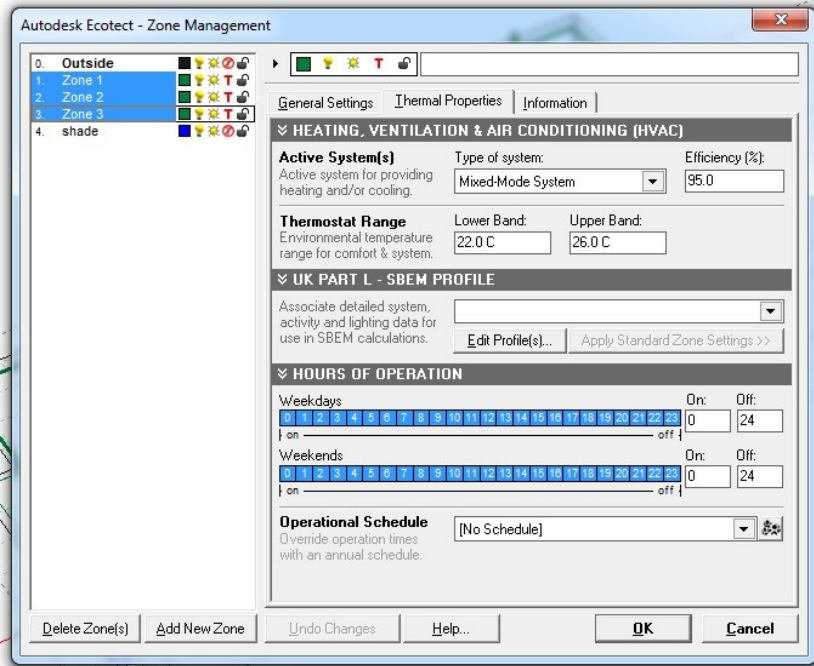 Autodesk Ecotect - Zone Management
0. Outside
1. Zone 1 T
2. Zone 2 T
3. Zone 3 T
4. shade
T
General Settings Thermal Properties Information
HEATING, VENTILATION & AIR CONDITIONING (HVAC)
Active System(s) Type of system: Efficiency (%):
Active system for providing
heating and/or cooling.
Mixed-Mode System 95.0
Thermostat Range Lower Band: Upper Band:
Environmental temperature
range for comfort & system.
22.0 C 26.0 C
UK PART L - SBEM PROFILE
Associate detailed system,
activity and lighting data for
use in SBEM calculations.
Edit Profile(s)... Apply Standard Zone Settings >>
HOURS OF OPERATION
Weekdays On: Off:
0 1 2 3 4 5 6 7 8 9 10 11 12 13 14 15 16 17 18 19 20 21 22 23 0 24
on off
Weekends On: Off:
0 1 2 3 4 5 6 7 8 9 10 11 12 13 14 15 16 17 18 19 20 21 22 23 0 24
on off
Operational Schedule [No Schedule]
Override operation times
with an annual schedule.
Delete Zone(s) Add New Zone Undo Changes Help... OK Cancel